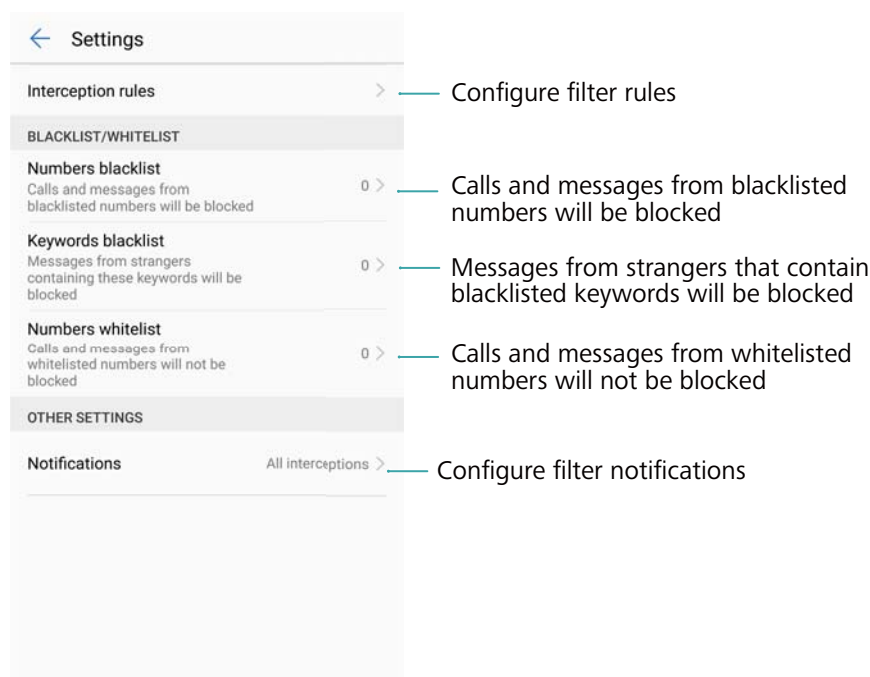 Settings
Interception rules
Configure filter rules
BLACKLIST/WHITELIST
Numbers blacklist
Calls and messages from
blacklisted numbers will be blocked
0
Calls and messages from blacklisted
numbers will be blocked
Keywords blacklist
Messages from strangers
containing these keywords will be
blocked
0
Messages from strangers that contain
blacklisted keywords will be blocked
Numbers whitelist
Calls and messages from
whitelisted numbers will not be
blocked
0
Calls and messages from whitelisted
numbers will not be blocked
OTHER SETTINGS
Notifications
All interceptions
Configure filter notifications